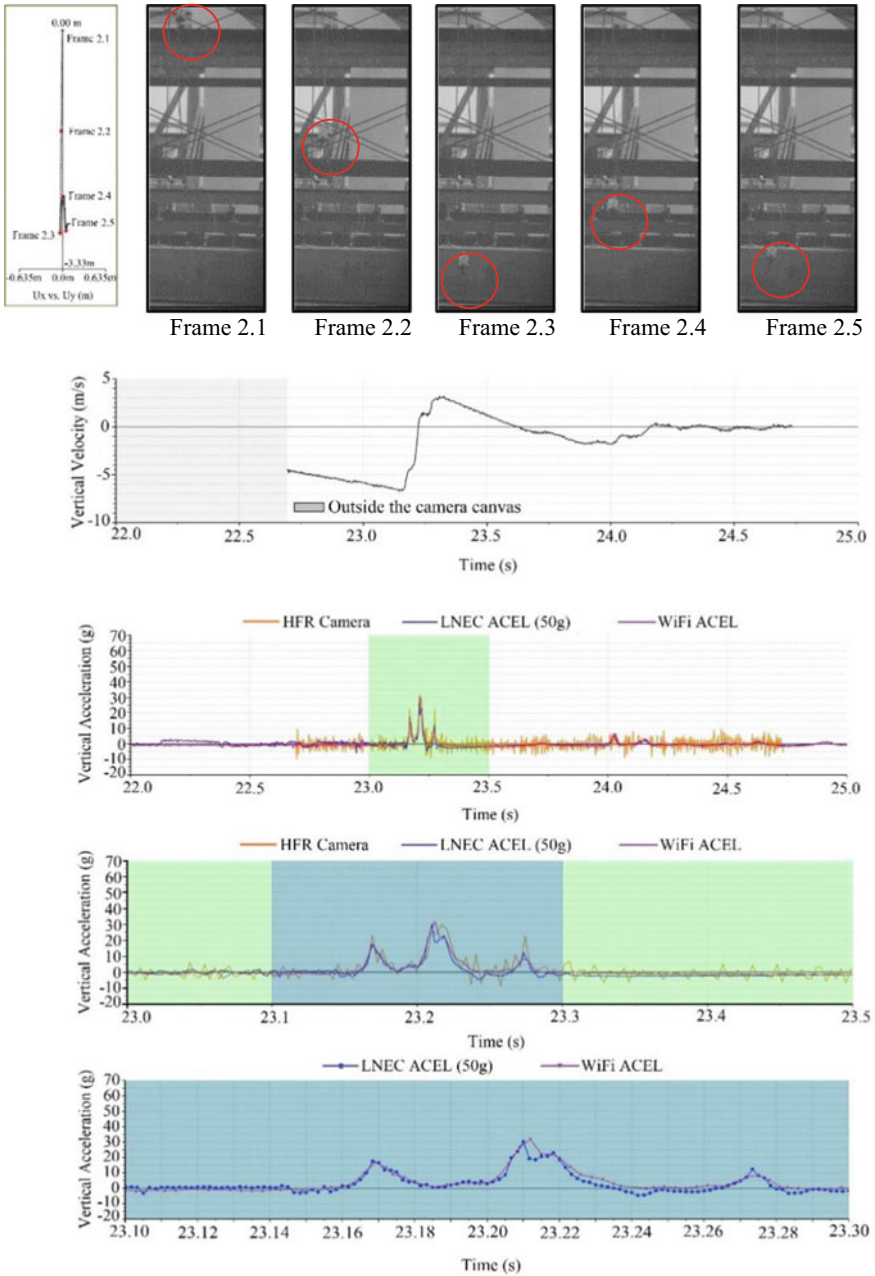 0.00 m
Frame 2.1
Frame 2.2
Frame 2.4
Frame 2.5
Frame 2.3
-3.33m
-0.635m 0.0m 0.635m
Ux vs. Uy (m)
Frame 2.1 Frame 2.2 Frame 2.3 Frame 2.4 Frame 2.5
Vertical Velocity (m/s)
5
0
-5
-10
Outside the camera canvas
22.0 22.5 23.0 23.5 24.0 24.5 25.0
Time (s)
HFR Camera LNEC ACEL (50g) WiFi ACEL
Vertical Acceleration (g)
70
60
50
40
30
20
10
0
-10
-20
22.0 22.5 23.0 23.5 24.0 24.5 25.0
Time (s)
HFR Camera LNEC ACEL (50g) WiFi ACEL
Vertical Acceleration (g)
70
60
50
40
30
20
10
0
-10
-20
23.0 23.1 23.2 23.3 23.4 23.5
Time (s)
LNEC ACEL (50g) WiFi ACEL
Vertical Acceleration (g)
70
60
50
40
30
20
10
0
-10
-20
23.10 23.12 23.14 23.16 23.18 23.20 23.22 23.24 23.26 23.28 23.30
Time (s)